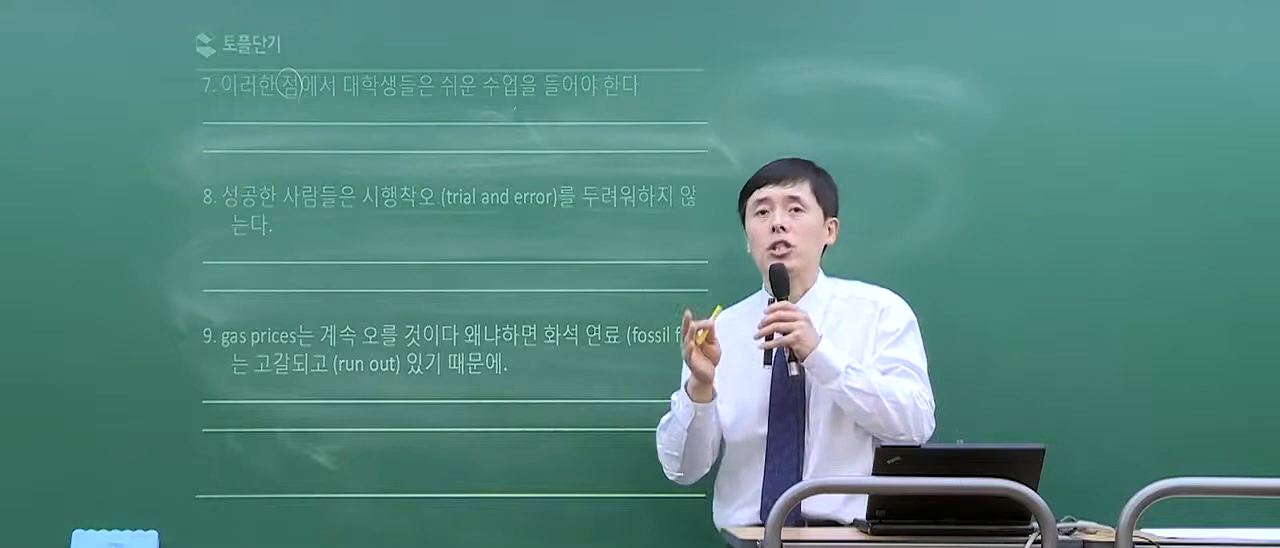 토플단기
7. 이러한 점에서 대학생들은 쉬운 수업을 들어야 한다
8. 성공한 사람들은 시행착오 (trial and error)를 두려워하지 않
는다.
9. gas prices는 계속 오를 것이다 왜냐하면 화석 연료 (fossil
는 고갈되고 (run out) 있기 때문에.